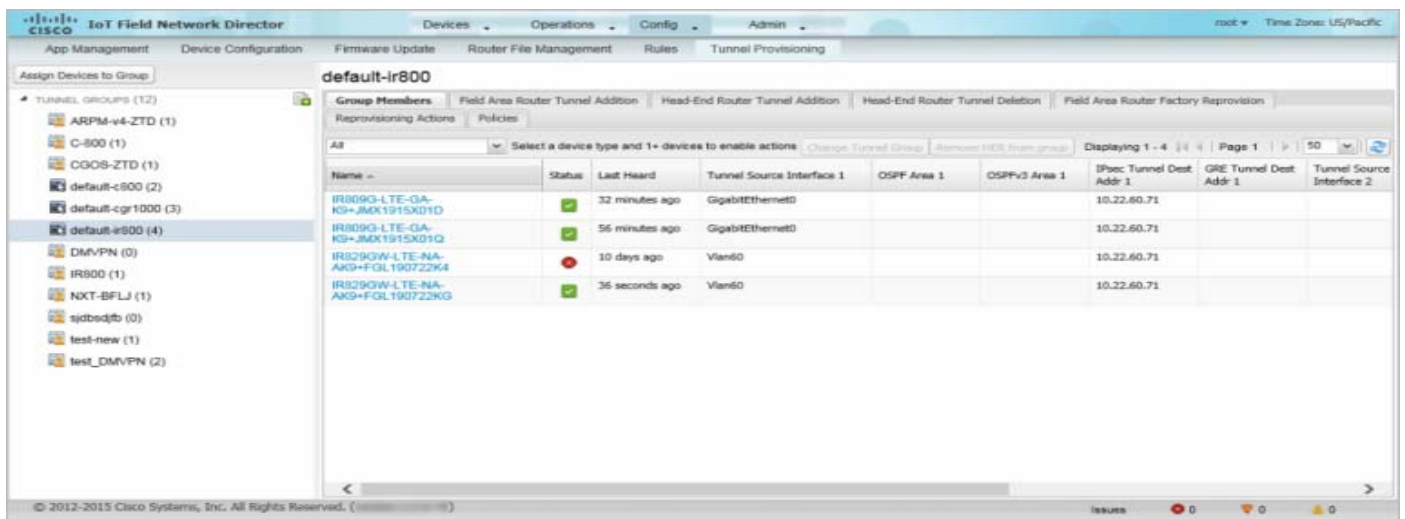 CISCO IoT Field Network Director
Devices Operations Config Admin
root Time Zone: US/Pacific
App Management Device Configuration Firmware Update Router File Management Rules Tunnel Provisioning
Assign Devices to Group
TUNNEL GROUPS (12)
ARPM-v4-ZTD (1)
C-800 (1)
CGOS-ZTD (1)
default-c800 (2)
default-cgr1000 (3)
default-ir800 (4)
DMVPN (0)
IR800 (1)
NXT-BFLJ (1)
sjdbsdjfb (0)
test-new (1)
test_DMVPN (2)
default-ir800
Group Members Field Area Router Tunnel Addition Head-End Router Tunnel Addition Head-End Router Tunnel Deletion Field Area Router Factory Reprovision
Reprovisioning Actions Policies
All Select a device type and 1+ devices to enable actions Change Tunnel Group Remove HER from group Displaying 1 - 4 Page 1 50
Name Status Last Heard Tunnel Source Interface 1 OSPF Area 1 OSPFv3 Area 1 IPsec Tunnel Dest Addr 1 GRE Tunnel Dest Addr 1 Tunnel Source Interface 2
IR809G-LTE-GA-
K9+JMX1915X01D 32 minutes ago GigabitEthernet0 10.22.60.71
IR809G-LTE-GA-
K9+JMX1915X01Q 56 minutes ago GigabitEthernet0 10.22.60.71
IR829GW-LTE-NA-
AK9+FGL190722K4 10 days ago Vlan60 10.22.60.71
IR829GW-LTE-NA-
AK9+FGL190722KG 36 seconds ago Vlan60 10.22.60.71
© 2012-2015 Cisco Systems, Inc. All Rights Reserved. ( )
Issues 0 0 0